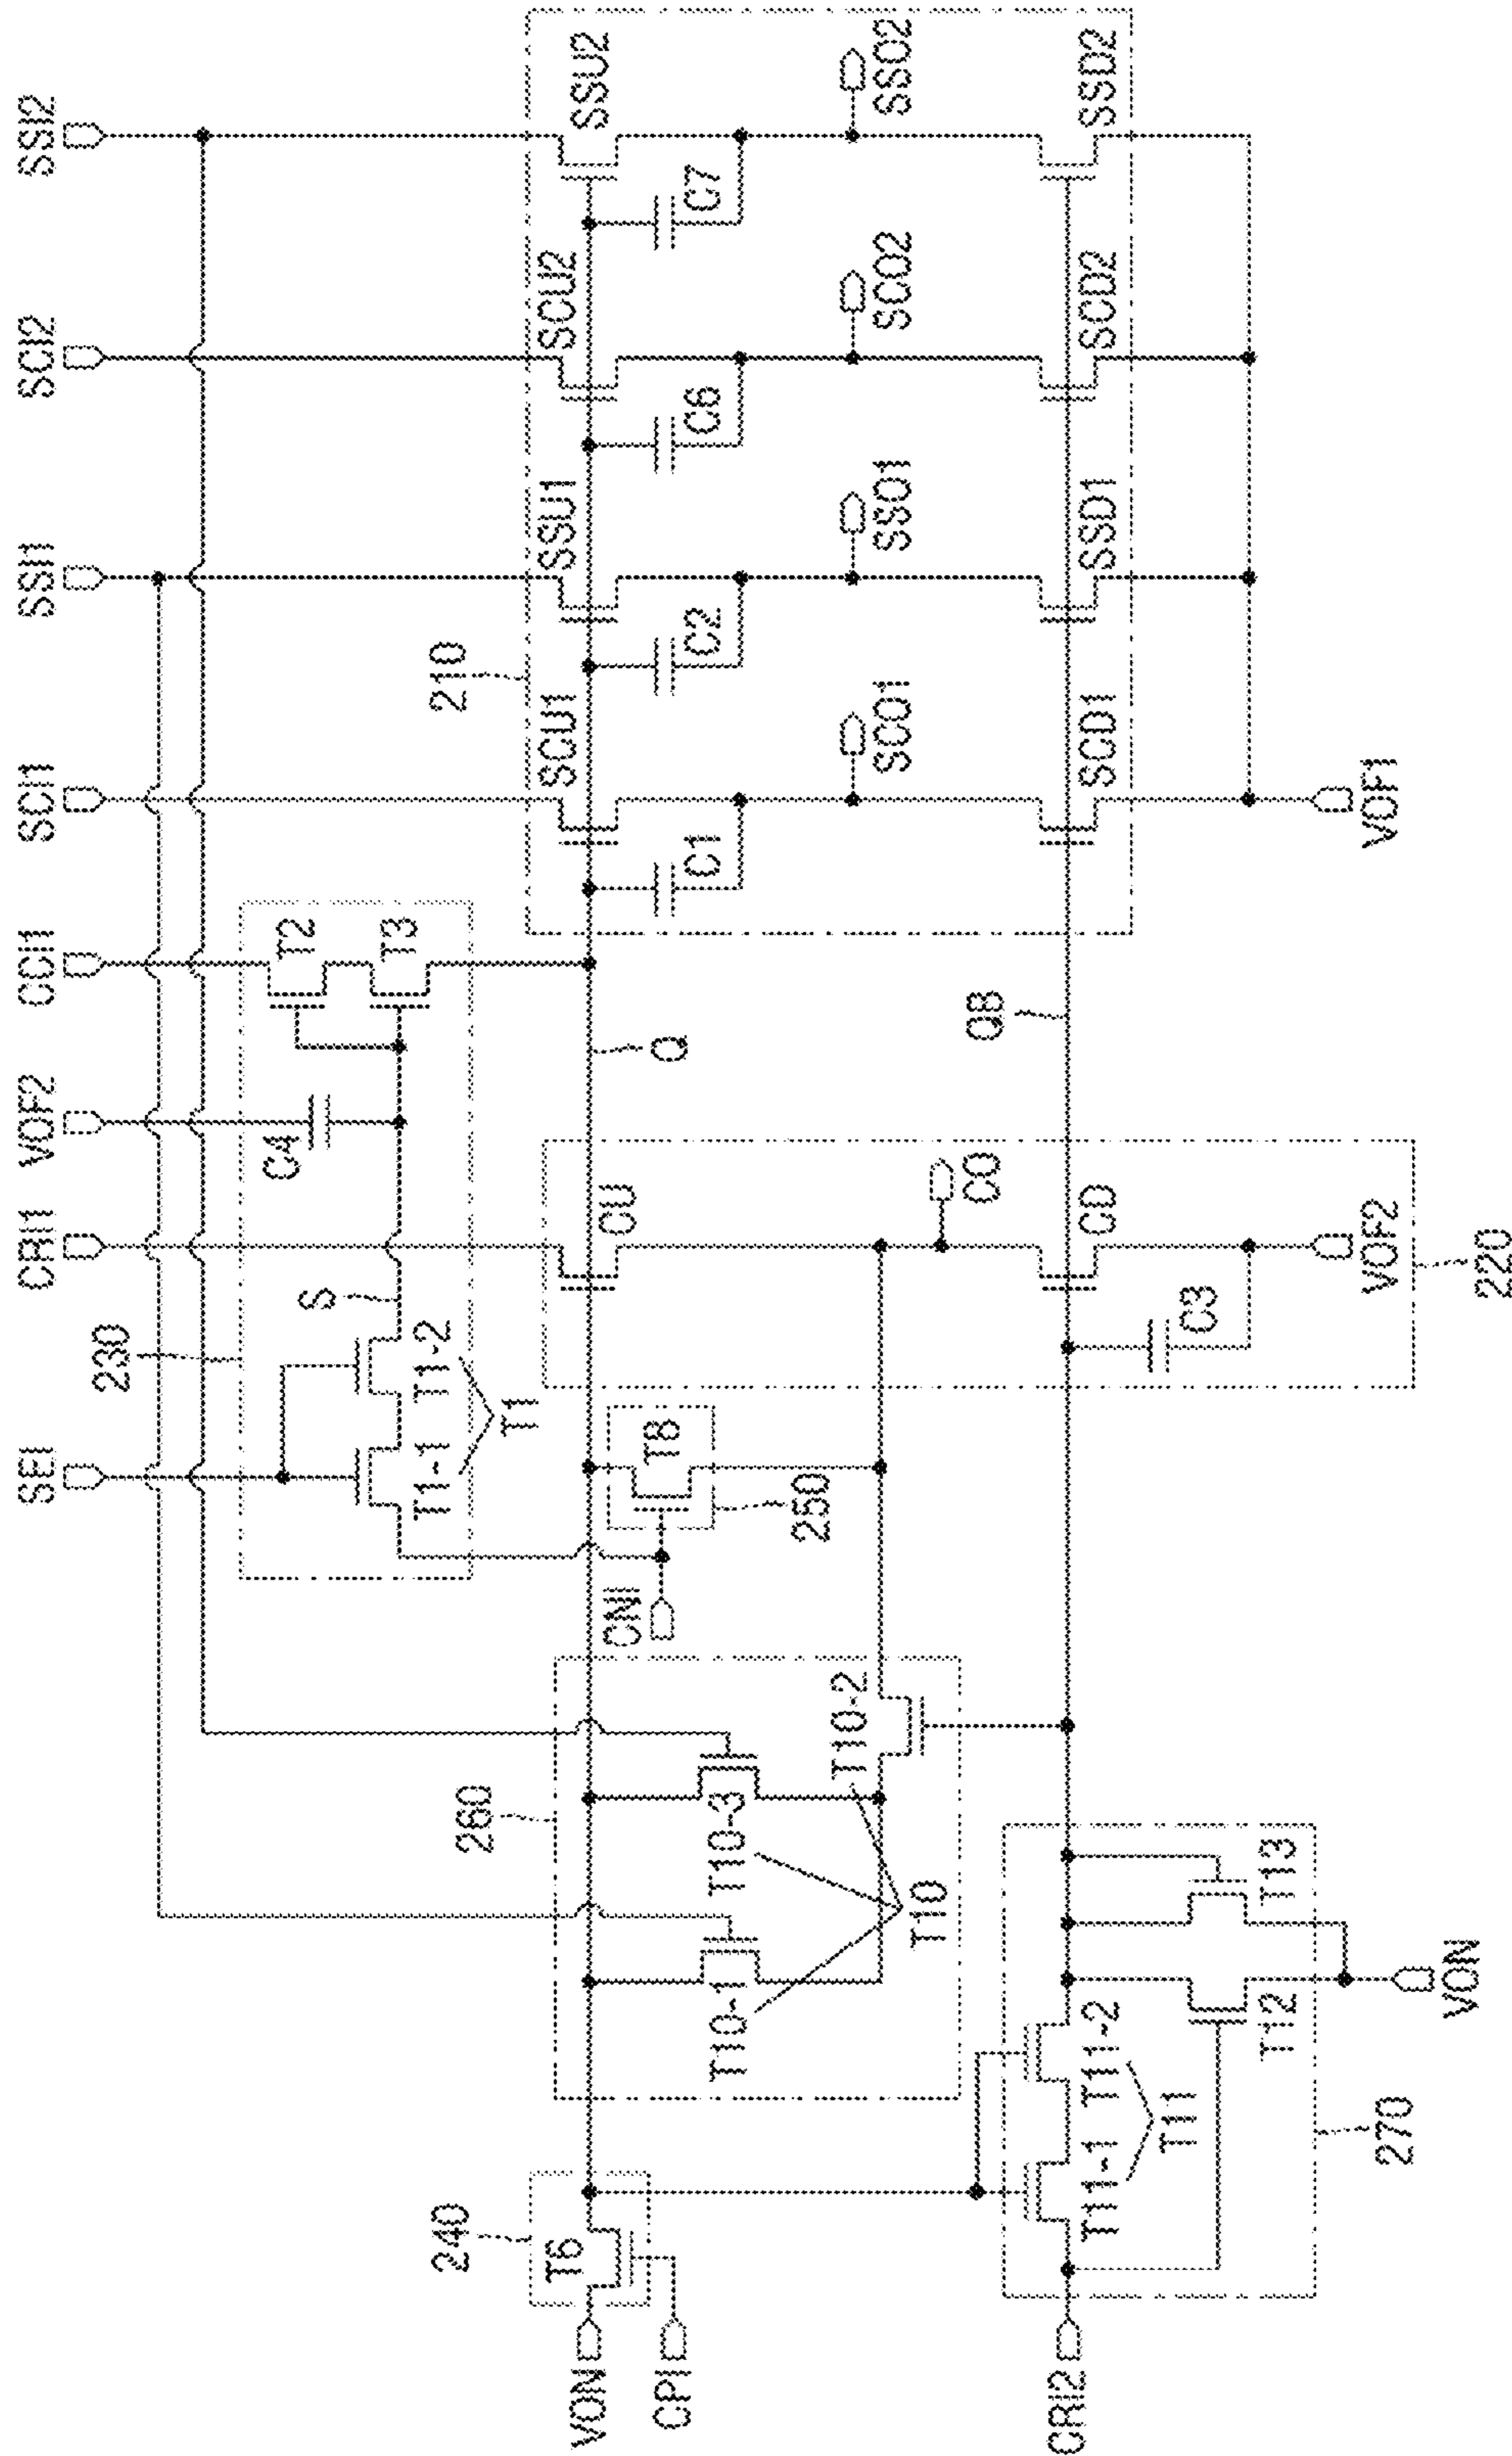 SEI
CRI1
VOF2
CCI1
SCI1
SSI1
SCI2
SSI2
230
T1-1
T1-2
T1
S
C4
T2
T3
210
SCU1
SSU1
SCU2
SSU2
C1
C2
C6
C7
SCO1
SSO1
SCO2
SSO2
SCD1
SSD1
SCD2
SSD2
VOF1
Q
QB
CU
CO
CD
C3
VOF2
220
T8
250
CNI
260
T10-1
T10-3
T10-2
T10
240
T6
VON
CPI
CRI2
T11-1
T11-2
T11
T12
T13
270
VON